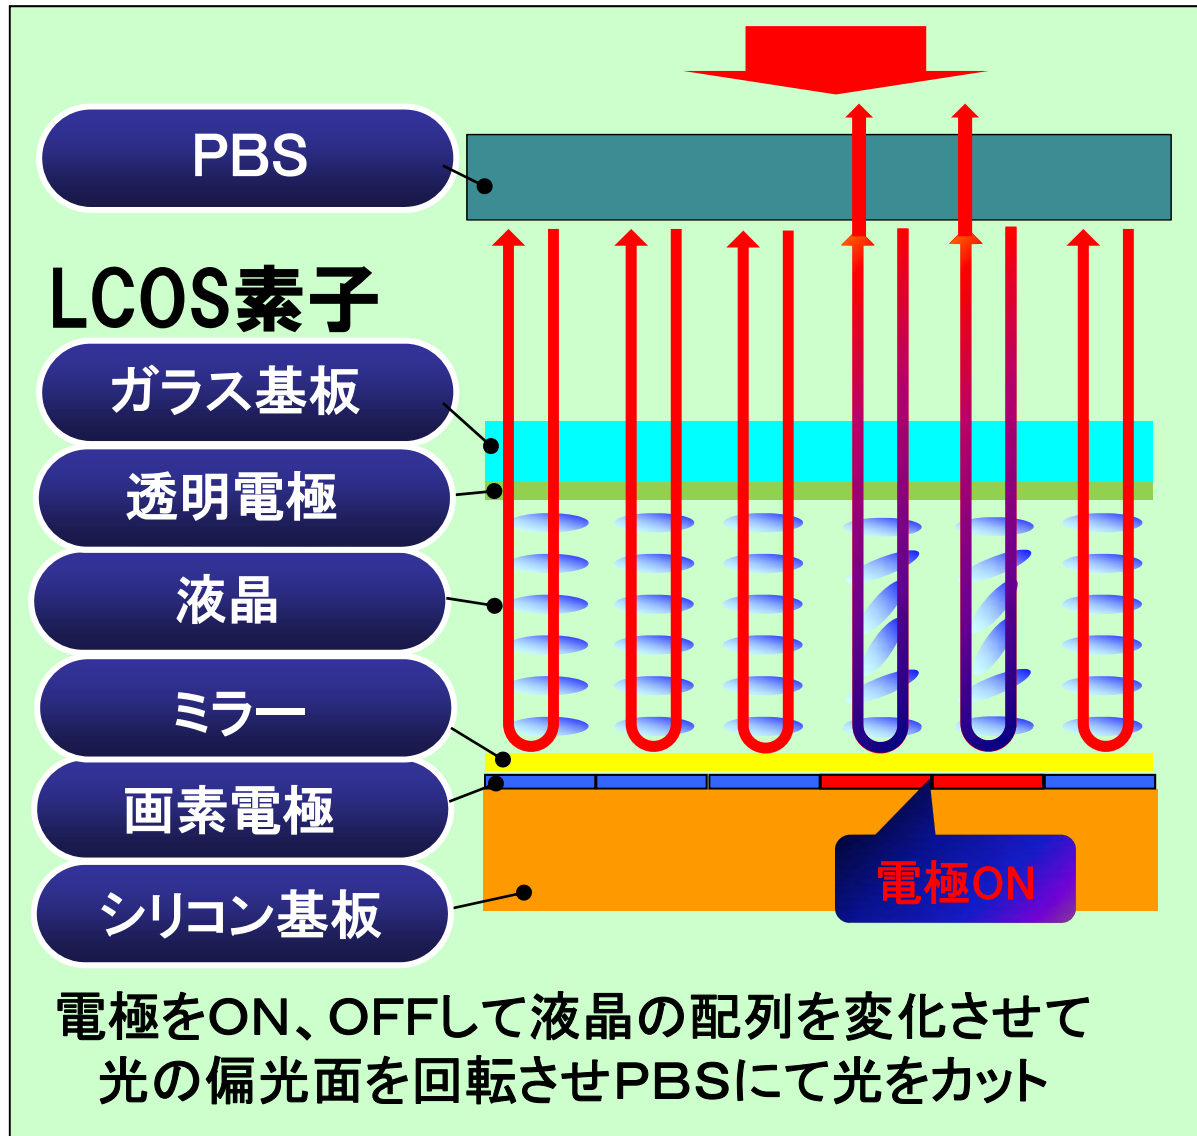 PBS
LCOS素子
ガラス基板
透明電極
液晶
ミラー
画素電極
シリコン基板
電極ON
電極をON、OFFして液晶の配列を変化させて
光の偏光面を回転させPBSにて光をカット